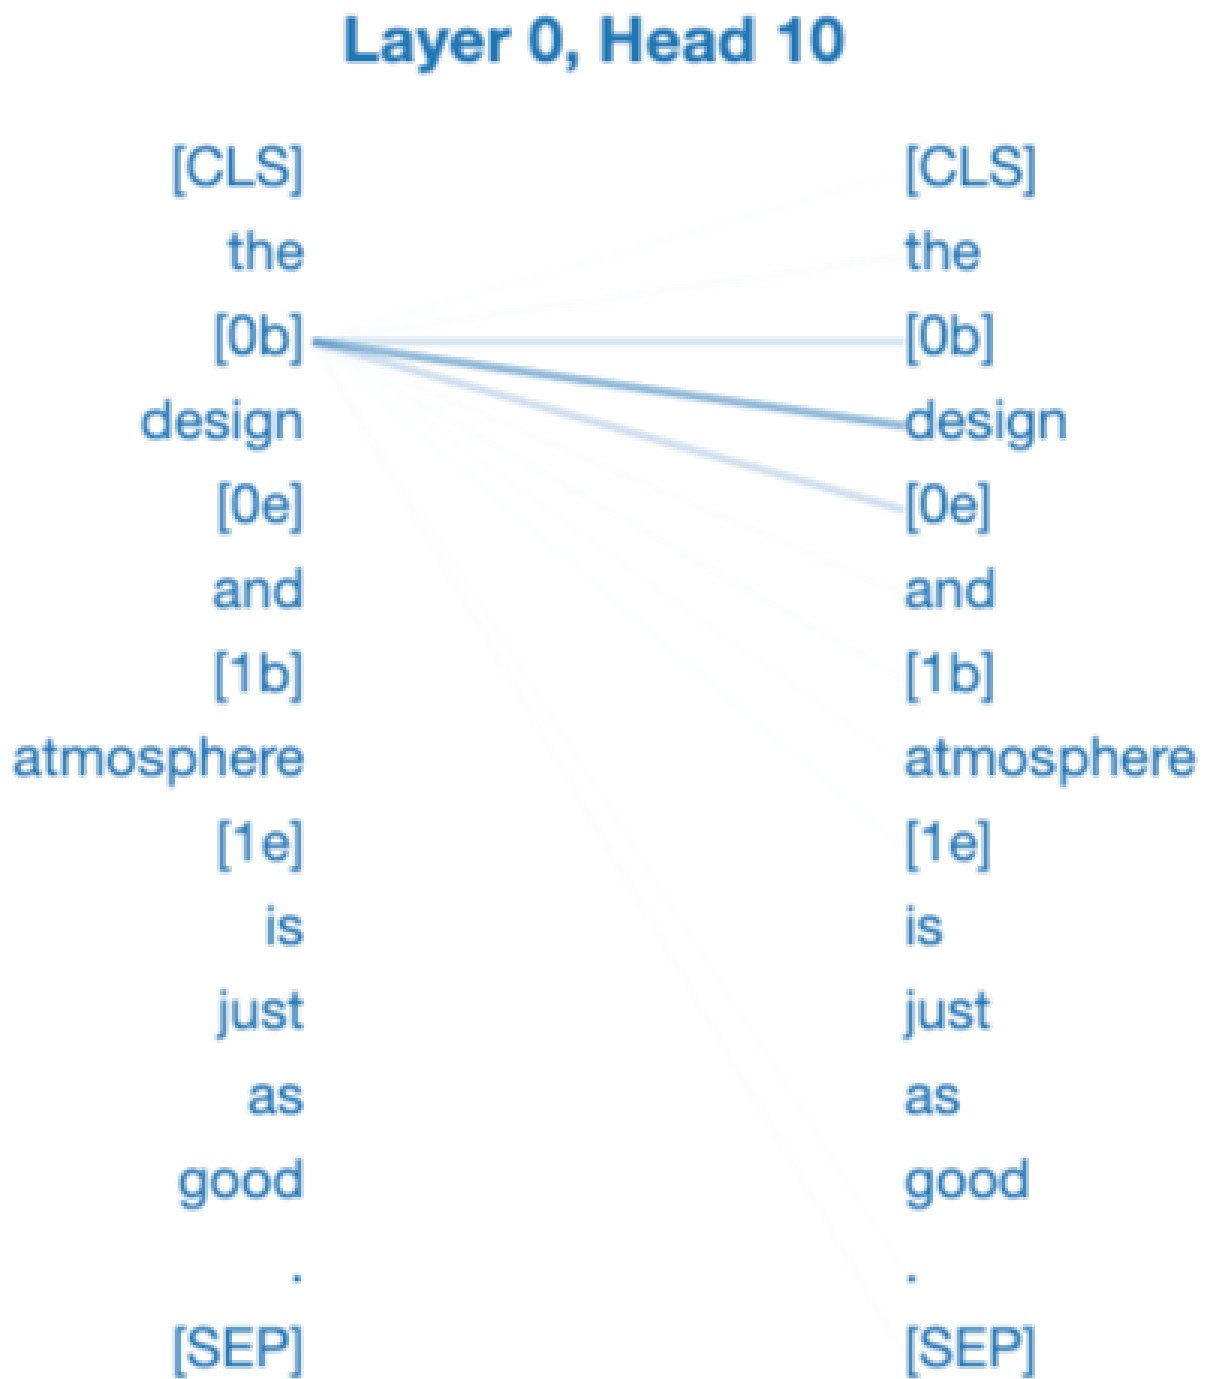 Layer 0, Head 10
[CLS] [CLS]
the the
[0b] [0b]
design design
[0e] [0e]
and and
[1b] [1b]
atmosphere atmosphere
[1e] [1e]
is is
just just
as as
good good
. .
[SEP] [SEP]